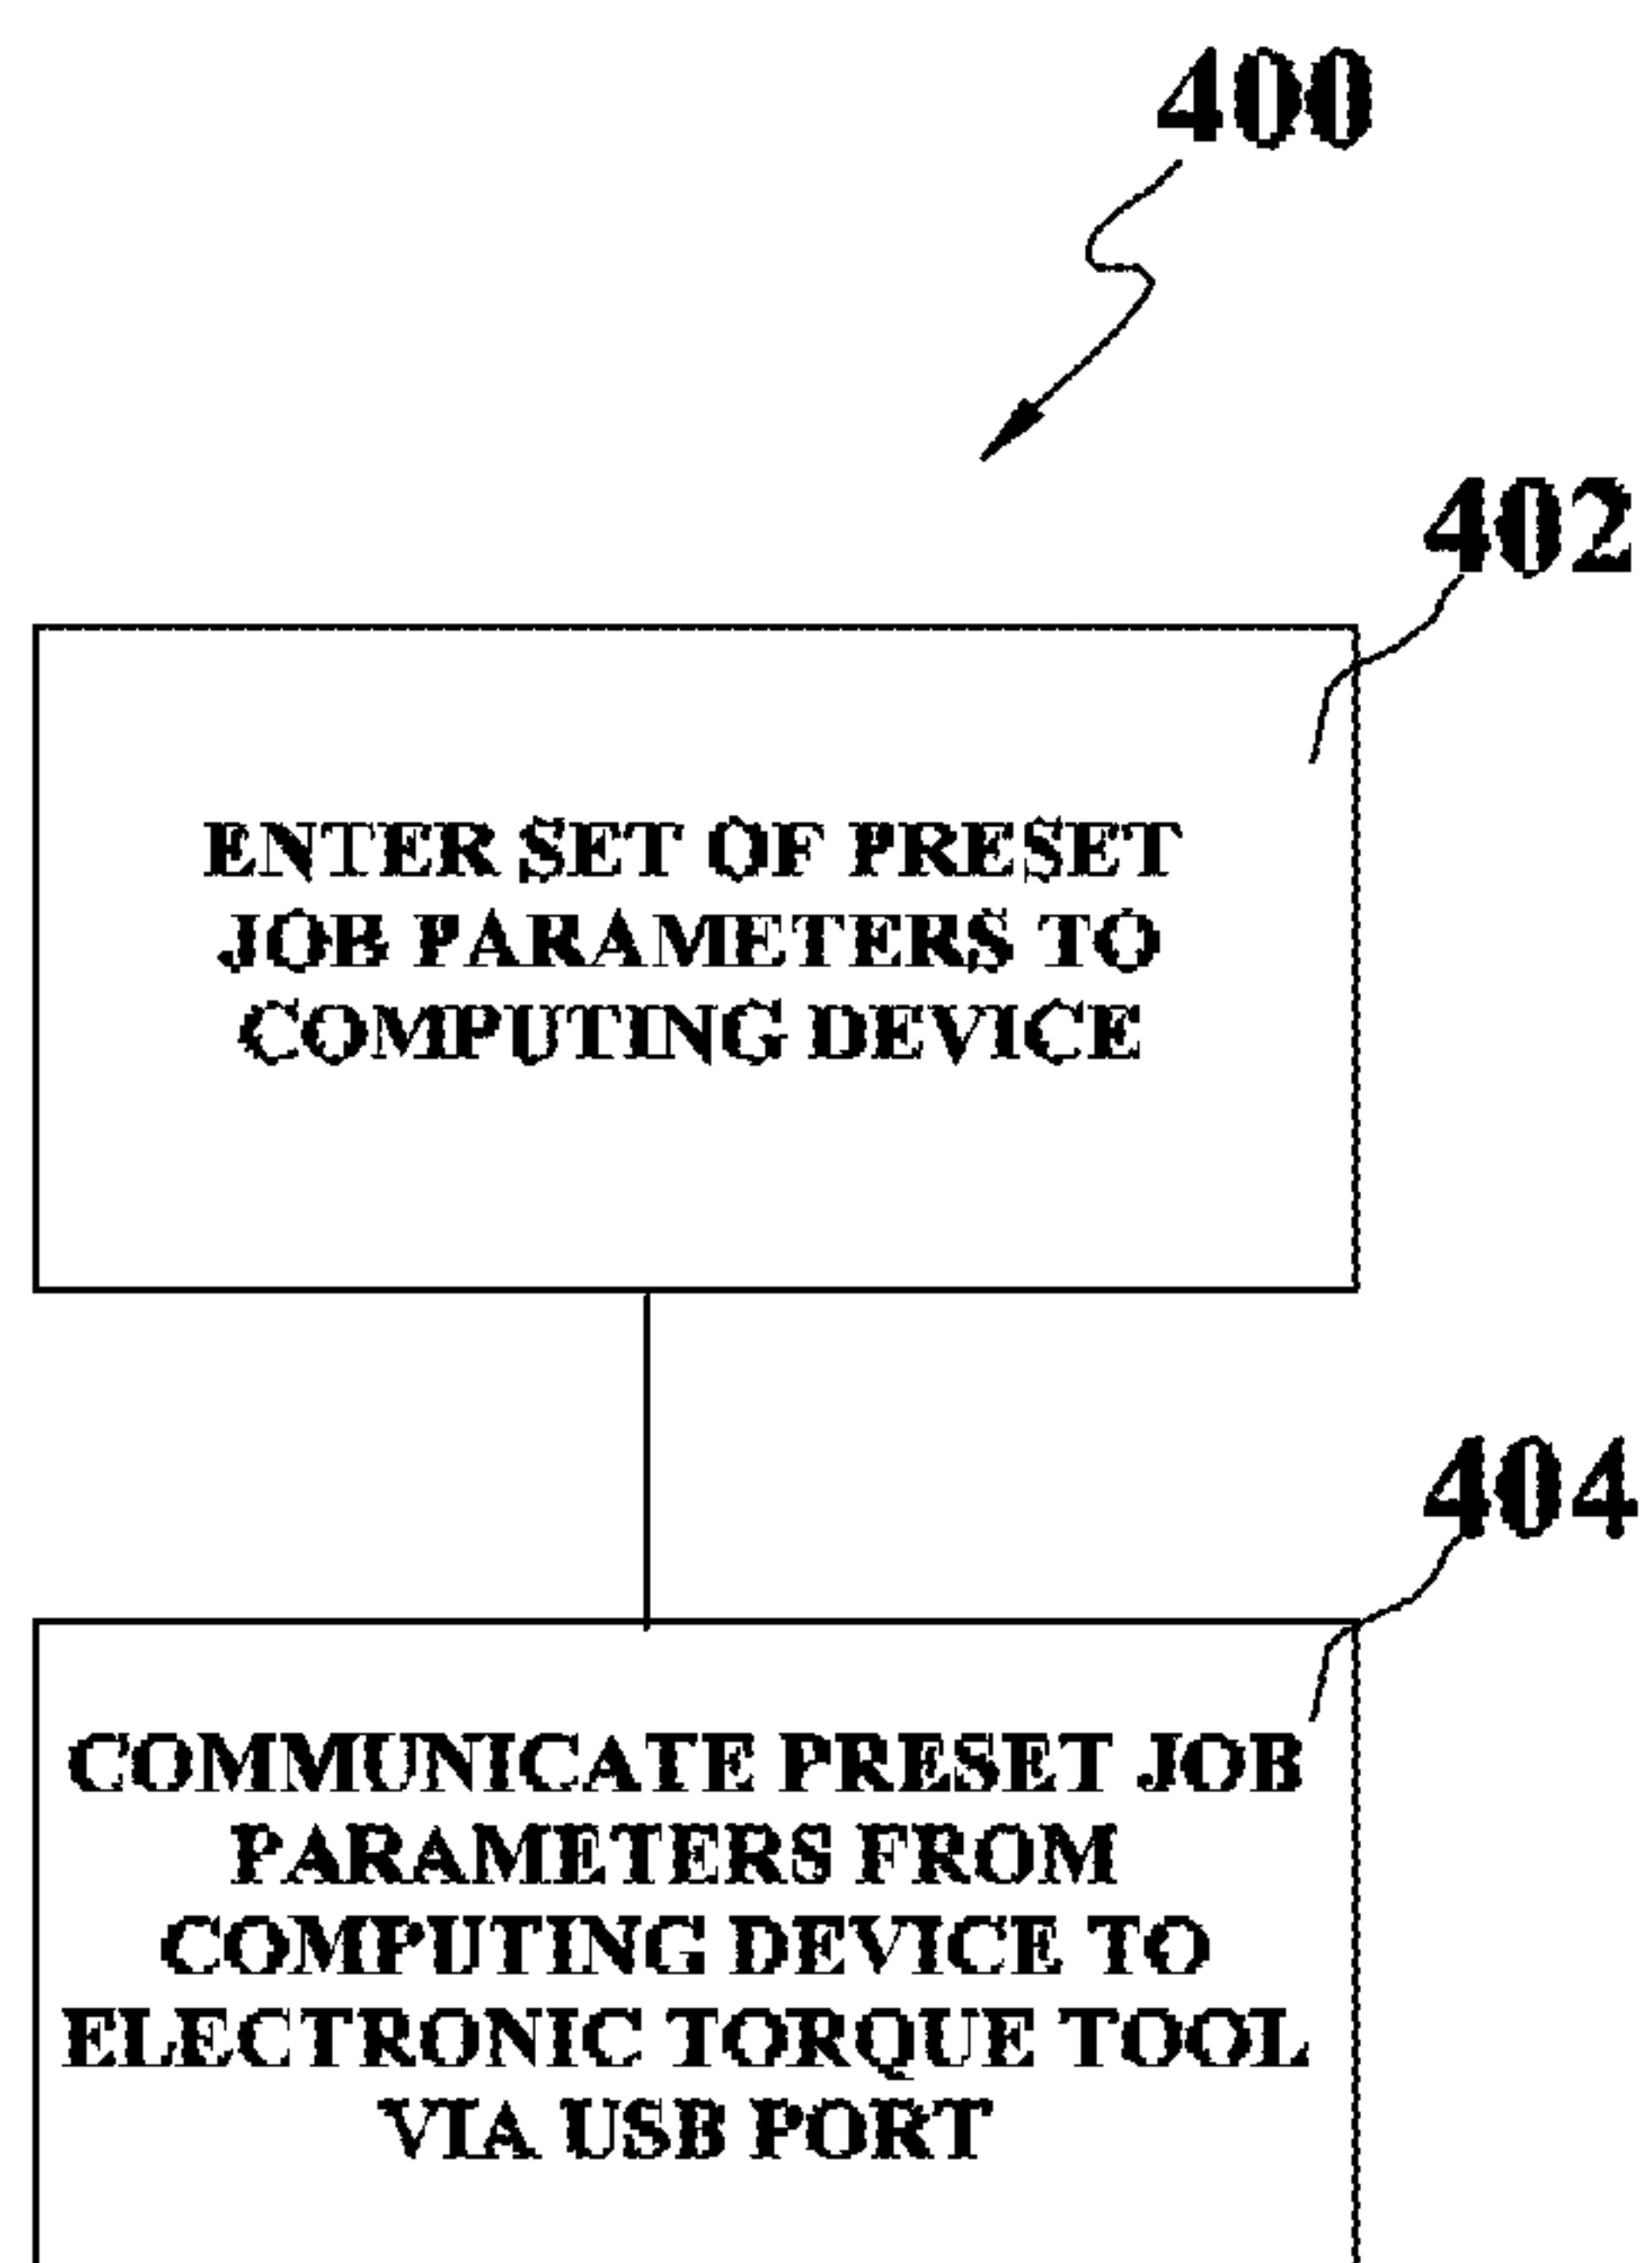 400
402
ENTER SET OF PRESET
JOB PARAMETERS TO
COMPUTING DEVICE
404
COMMUNICATE PRESET JOB
PARAMETERS FROM
COMPUTING DEVICE TO
ELECTRONIC TORQUE TOOL
VIA USB PORT